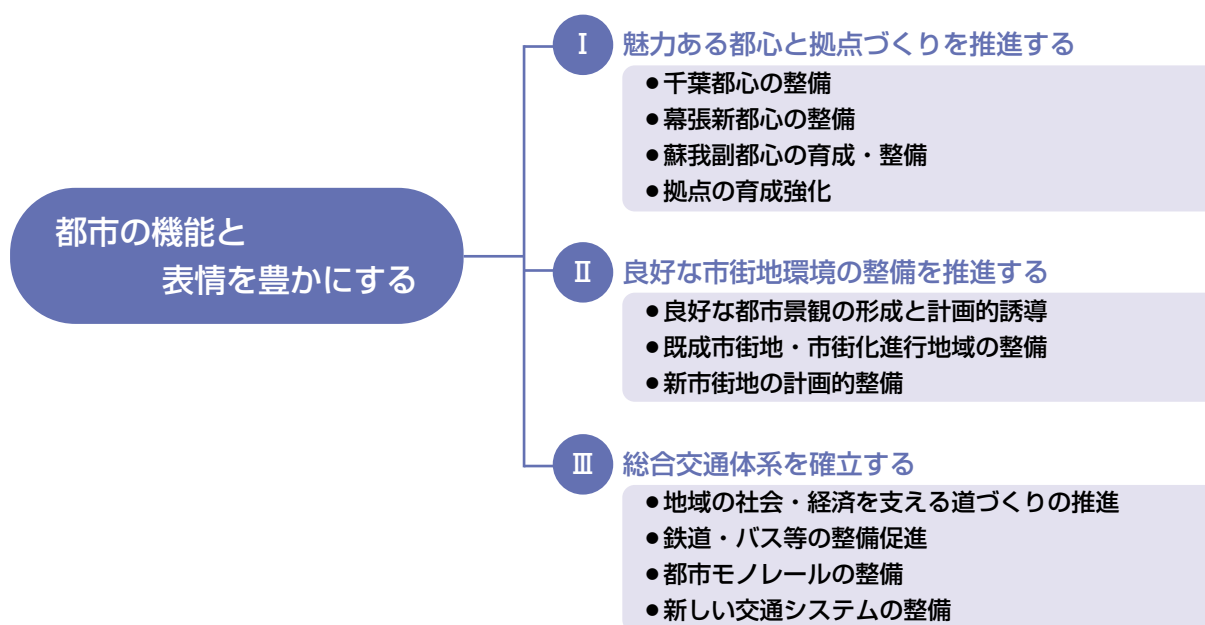 都市の機能と
表情を豊かにする
Ⅰ 魅力ある都心と拠点づくりを推進する
●千葉都心の整備
●幕張新都心の整備
●蘇我副都心の育成・整備
●拠点の育成強化
Ⅱ 良好な市街地環境の整備を推進する
●良好な都市景観の形成と計画的誘導
●既成市街地・市街化進行地域の整備
●新市街地の計画的整備
Ⅲ 総合交通体系を確立する
●地域の社会・経済を支える道づくりの推進
●鉄道・バス等の整備促進
●都市モノレールの整備
●新しい交通システムの整備